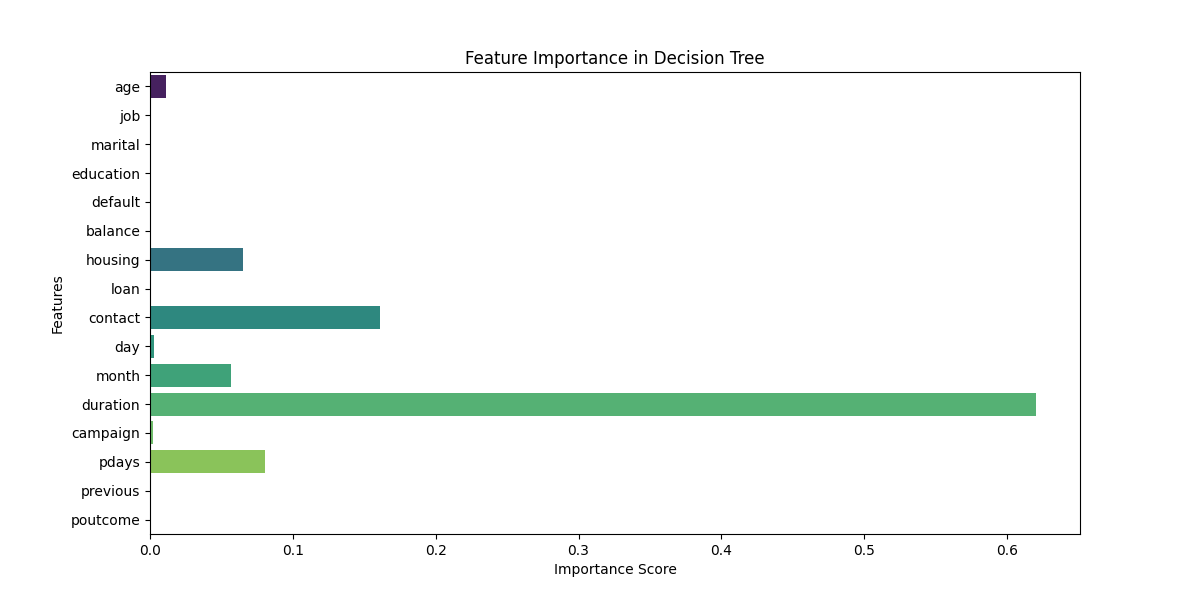 Feature Importance in Decision Tree
Features
age
job
marital
education
default
balance
housing
loan
contact
day
month
duration
campaign
pdays
previous
poutcome
0.0 0.1 0.2 0.3 0.4 0.5 0.6
Importance Score